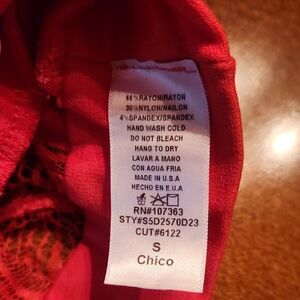 66%RAYON/RAYON
30%NYLON/NAILON
4%SPANDEX/SPANDEX
HAND WASH COLD
DO NOT BLEACH
HANG TO DRY
LAVAR A MANO
CON AGUA FRIA
MADE IN U.S.A
HECHO EN E.U.A
RN#107363
STY#S5D2570D23
CUT#6122
S
Chico